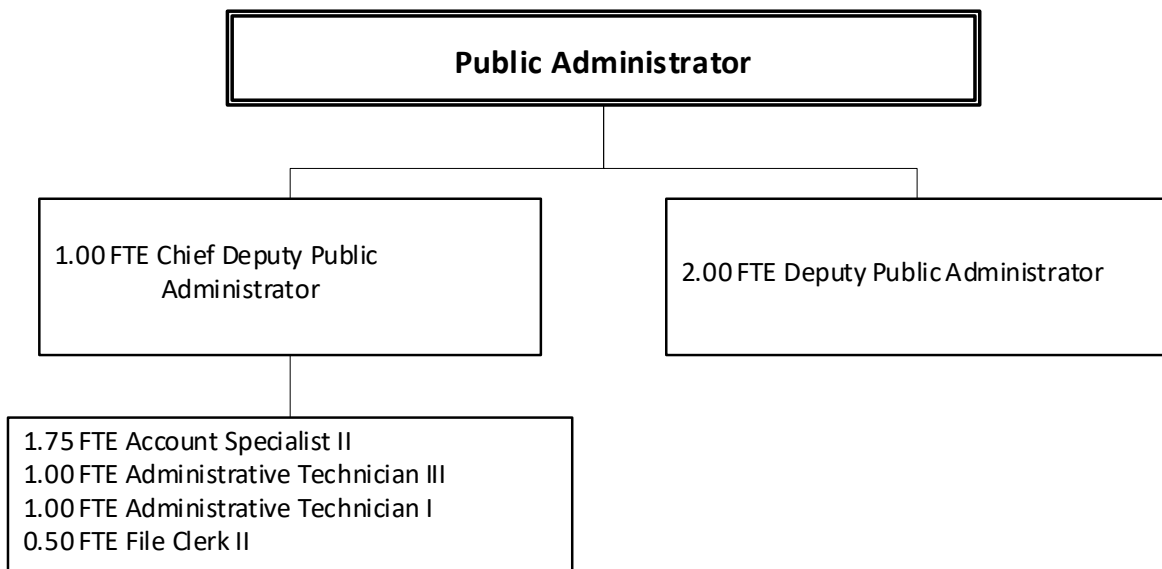 Public Administrator
1.00 FTE Chief Deputy Public
Administrator
2.00 FTE Deputy Public Administrator
1.75 FTE Account Specialist II
1.00 FTE Administrative Technician III
1.00 FTE Administrative Technician I
0.50 FTE File Clerk II